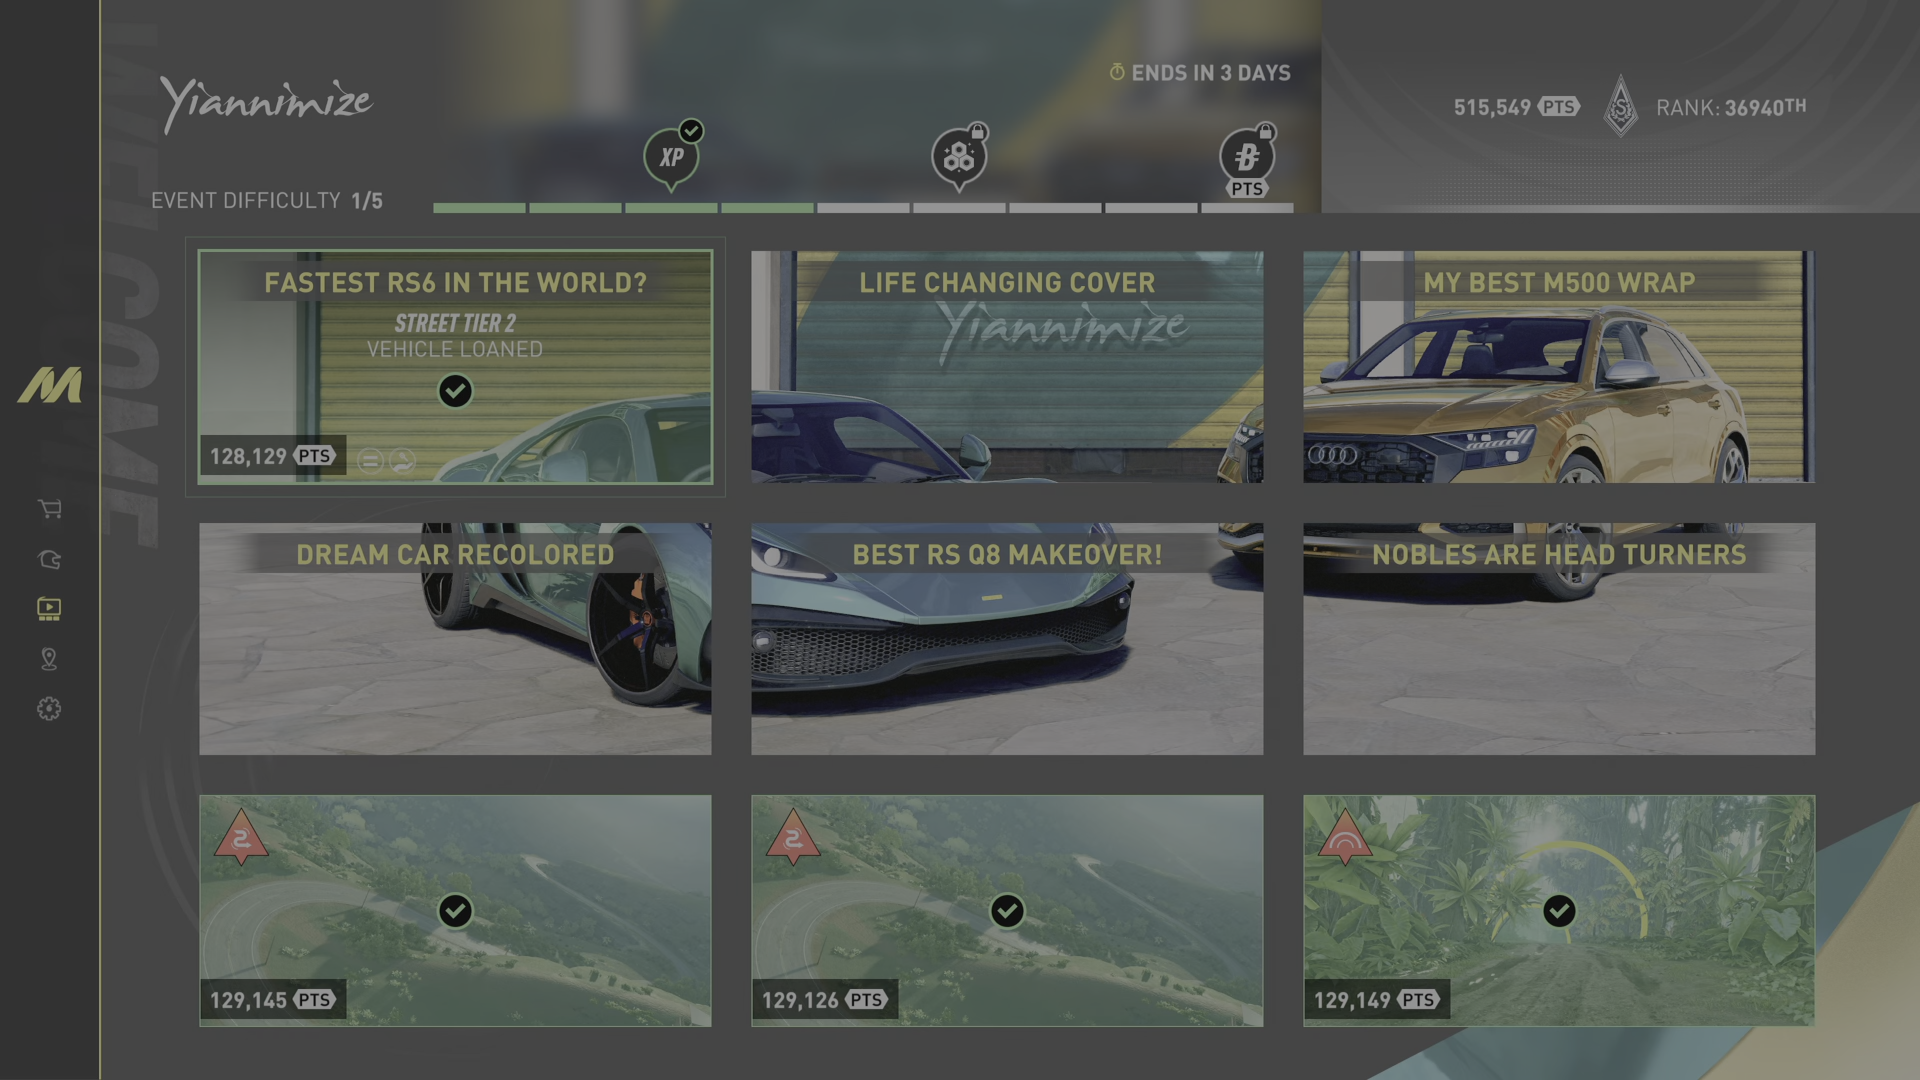 WELCOME
Yiannimize
ENDS IN 3 DAYS
515,549 PTS
RANK: 36940TH
XP
PTS
EVENT DIFFICULTY 1/5
FASTEST RS6 IN THE WORLD?
STREET TIER 2
VEHICLE LOANED
128,129 PTS
LIFE CHANGING COVER
Yiannimize
MY BEST M500 WRAP
DREAM CAR RECOLORED
BEST RS Q8 MAKEOVER!
NOBLES ARE HEAD TURNERS
129,145 PTS
129,126 PTS
129,149 PTS